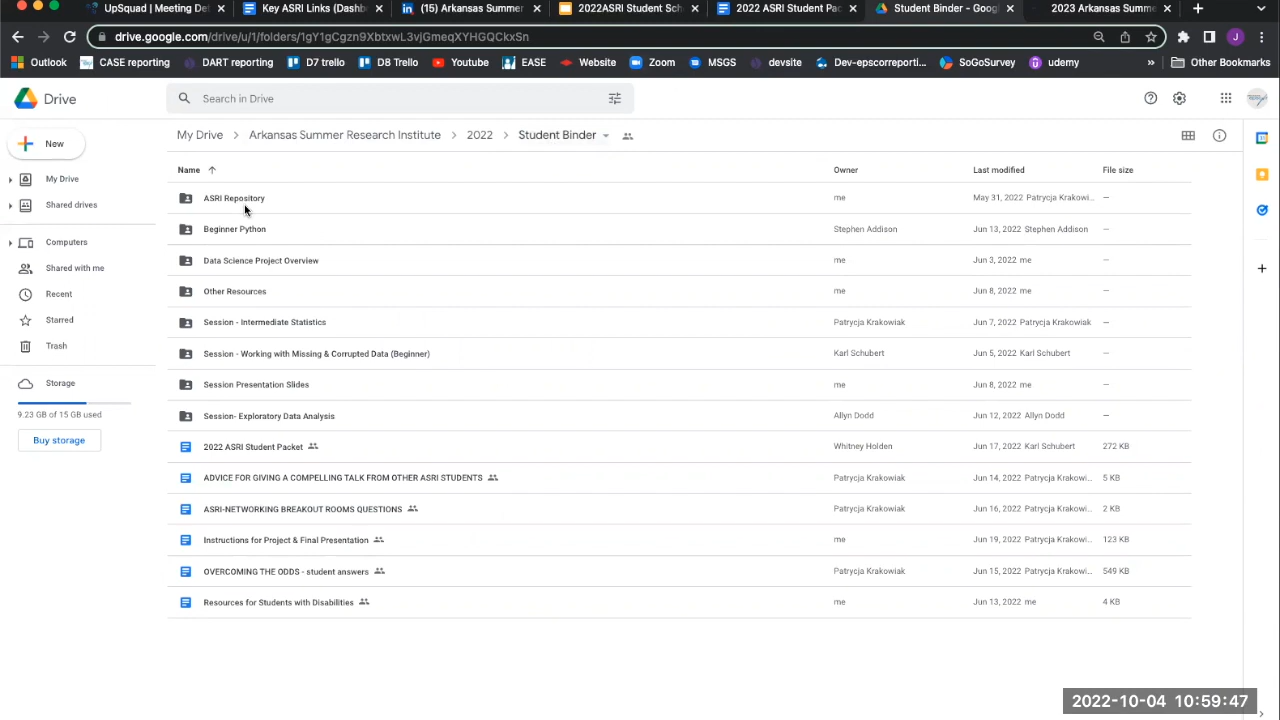 UpSquad | Meeting Det
Key ASRI Links (Dashb
(15) Arkansas Summer
2022ASRI Student Sch
2022 ASRI Student Pac
Student Binder - Googl
2023 Arkansas Summe
drive.google.com/drive/u/1/folders/1gY1gCgzn9XbtxwL3vjGmeqXYHGQCkxSn
J
Outlook
CASE reporting
DART reporting
D7 trello
DB Trello
Youtube
EASE
Website
Zoom
MSGS
devsite
Dev-epscorreporti...
SoGoSurvey
udemy
»
Other Bookmarks
Drive
Search in Drive
New
My Drive
Shared drives
Computers
Shared with me
Recent
Starred
Trash
Storage
9.23 GB of 15 GB used
Buy storage
My Drive > Arkansas Summer Research Institute > 2022 > Student Binder
Name Owner Last modified File size
ASRI Repository me May 31, 2022 Patrycja Krakowi... —
Beginner Python Stephen Addison Jun 13, 2022 Stephen Addison —
Data Science Project Overview me Jun 3, 2022 me —
Other Resources me Jun 8, 2022 me —
Session - Intermediate Statistics Patrycja Krakowiak Jun 7, 2022 Patrycja Krakowiak —
Session - Working with Missing & Corrupted Data (Beginner) Karl Schubert Jun 5, 2022 Karl Schubert —
Session Presentation Slides me Jun 8, 2022 me —
Session- Exploratory Data Analysis Allyn Dodd Jun 12, 2022 Allyn Dodd —
2022 ASRI Student Packet Whitney Holden Jun 17, 2022 Karl Schubert 272 KB
ADVICE FOR GIVING A COMPELLING TALK FROM OTHER ASRI STUDENTS Patrycja Krakowiak Jun 14, 2022 Patrycja Krakowi... 5 KB
ASRI-NETWORKING BREAKOUT ROOMS QUESTIONS Patrycja Krakowiak Jun 16, 2022 Patrycja Krakowi... 2 KB
Instructions for Project & Final Presentation me Jun 19, 2022 Patrycja Krakowi... 123 KB
OVERCOMING THE ODDS - student answers Patrycja Krakowiak Jun 15, 2022 Patrycja Krakowi... 549 KB
Resources for Students with Disabilities me Jun 13, 2022 me 4 KB
2022-10-04 10:59:47